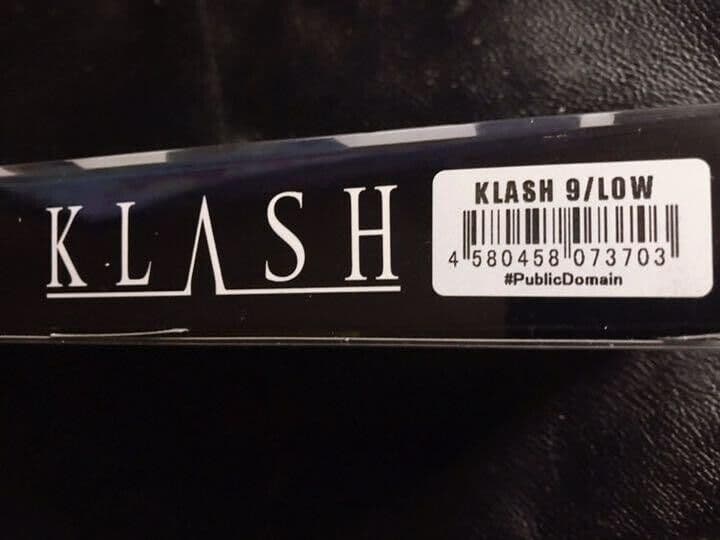 KLASH
KLASH 9/LOW
4 580458 073703
#PublicDomain